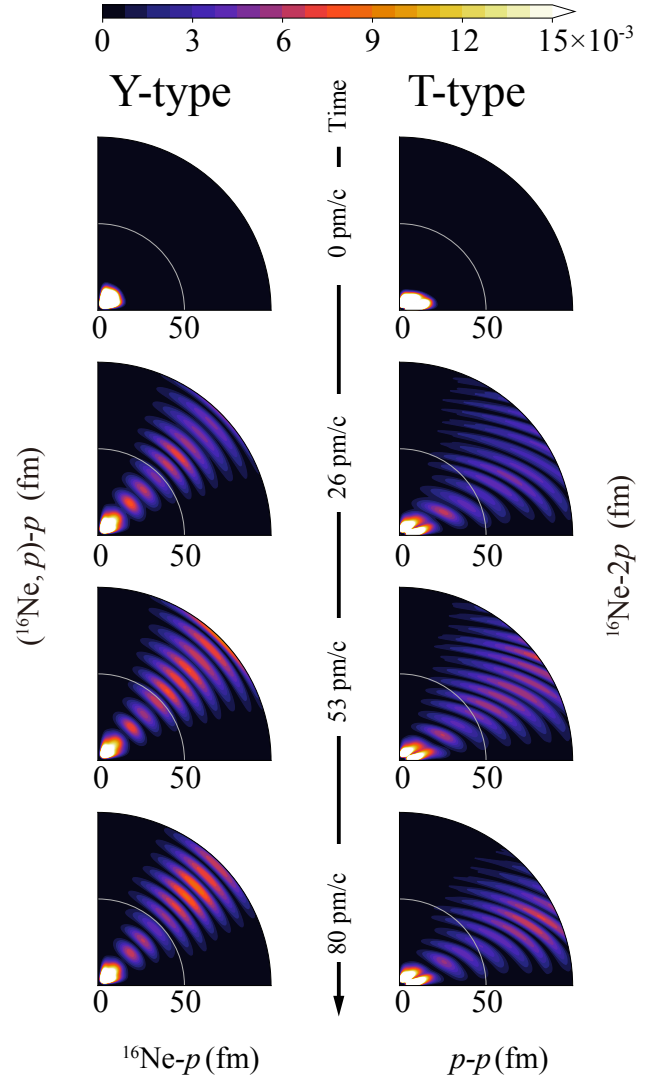 0 3 6 9 12 15×10⁻³
Y-type
Time
T-type
0 pm/c
0 50
0 50
26 pm/c
0 50
0 50
(¹⁶Ne, p)-p (fm)
¹⁶Ne-2p (fm)
53 pm/c
0 50
0 50
80 pm/c
0 50
0 50
¹⁶Ne-p (fm)
p-p (fm)